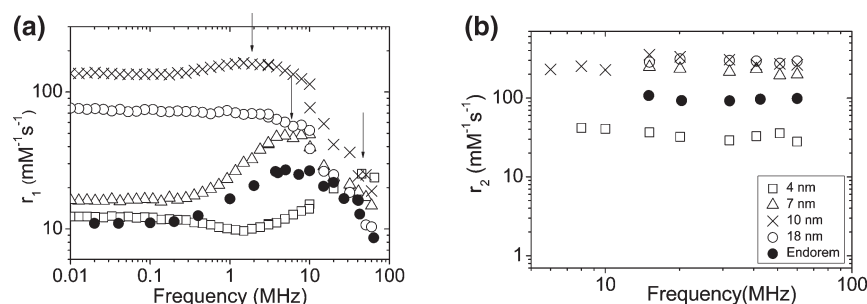 (a)
r₁ (mM⁻¹s⁻¹)
100
10
0.01 0.1 1 10 100
Frequency (MHz)
(b)
r₂ (mM⁻¹s⁻¹)
100
10
1
10 100
Frequency(MHz)
4 nm
7 nm
10 nm
18 nm
Endorem